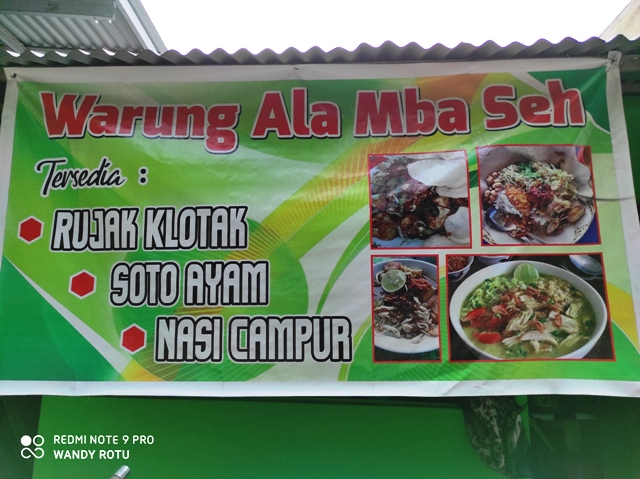 Warung Ala Mba Seh
Tersedia :
RUJAK KLOTAK
SOTO AYAM
NASI CAMPUR
REDMI NOTE 9 PRO
WANDY ROTU